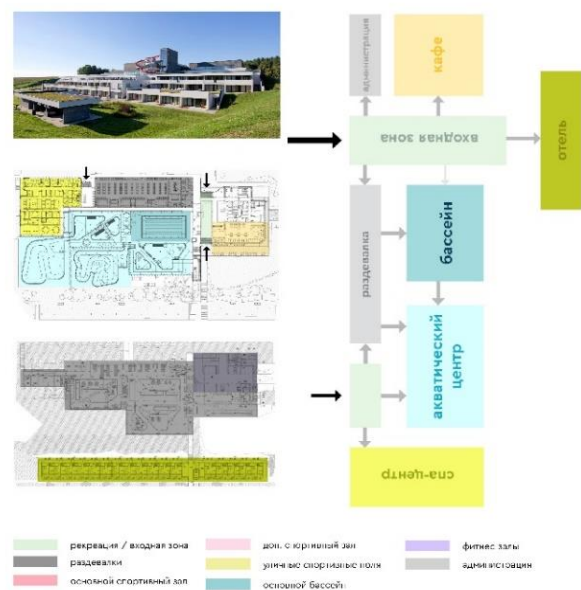 администрация
кафе
входная зона
отель
раздевалка
бассейн
акватический
центр
спа-центр
рекреация / входная зона
раздевалки
основной спортивный зал
доп. спортивный зал
уличные спортивные поля
основной бассейн
фитнес залы
администрация